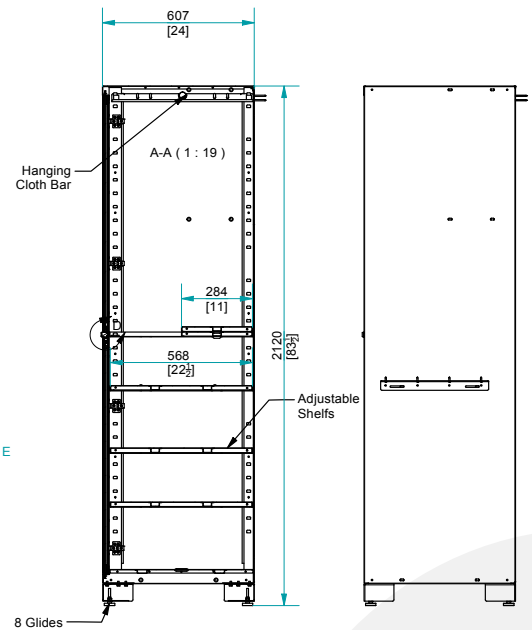 607
[24]
A-A ( 1 : 19 )
Hanging
Cloth Bar
284
[11]
D
2120
[83½]
568
[22½]
Adjustable
Shelfs
E
8 Glides